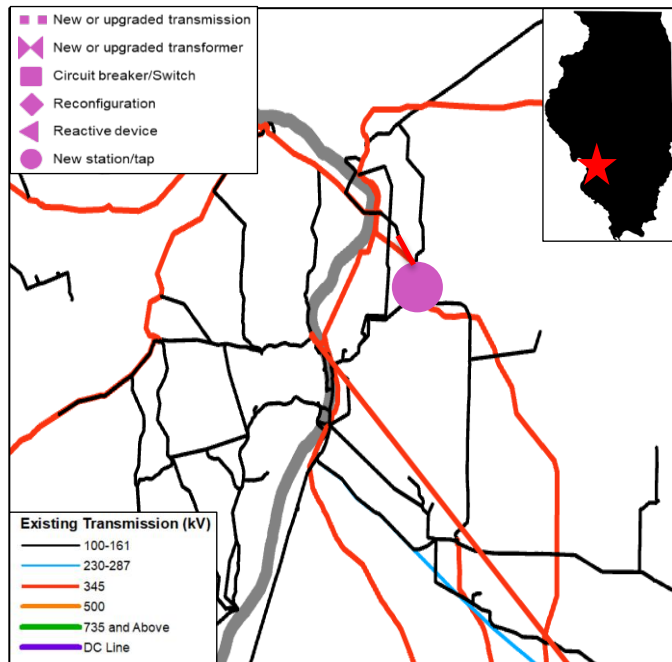 New or upgraded transmission
New or upgraded transformer
Circuit breaker/Switch
Reconfiguration
Reactive device
New station/tap
Existing Transmission (kV)
100-161
230-287
345
500
735 and Above
DC Line